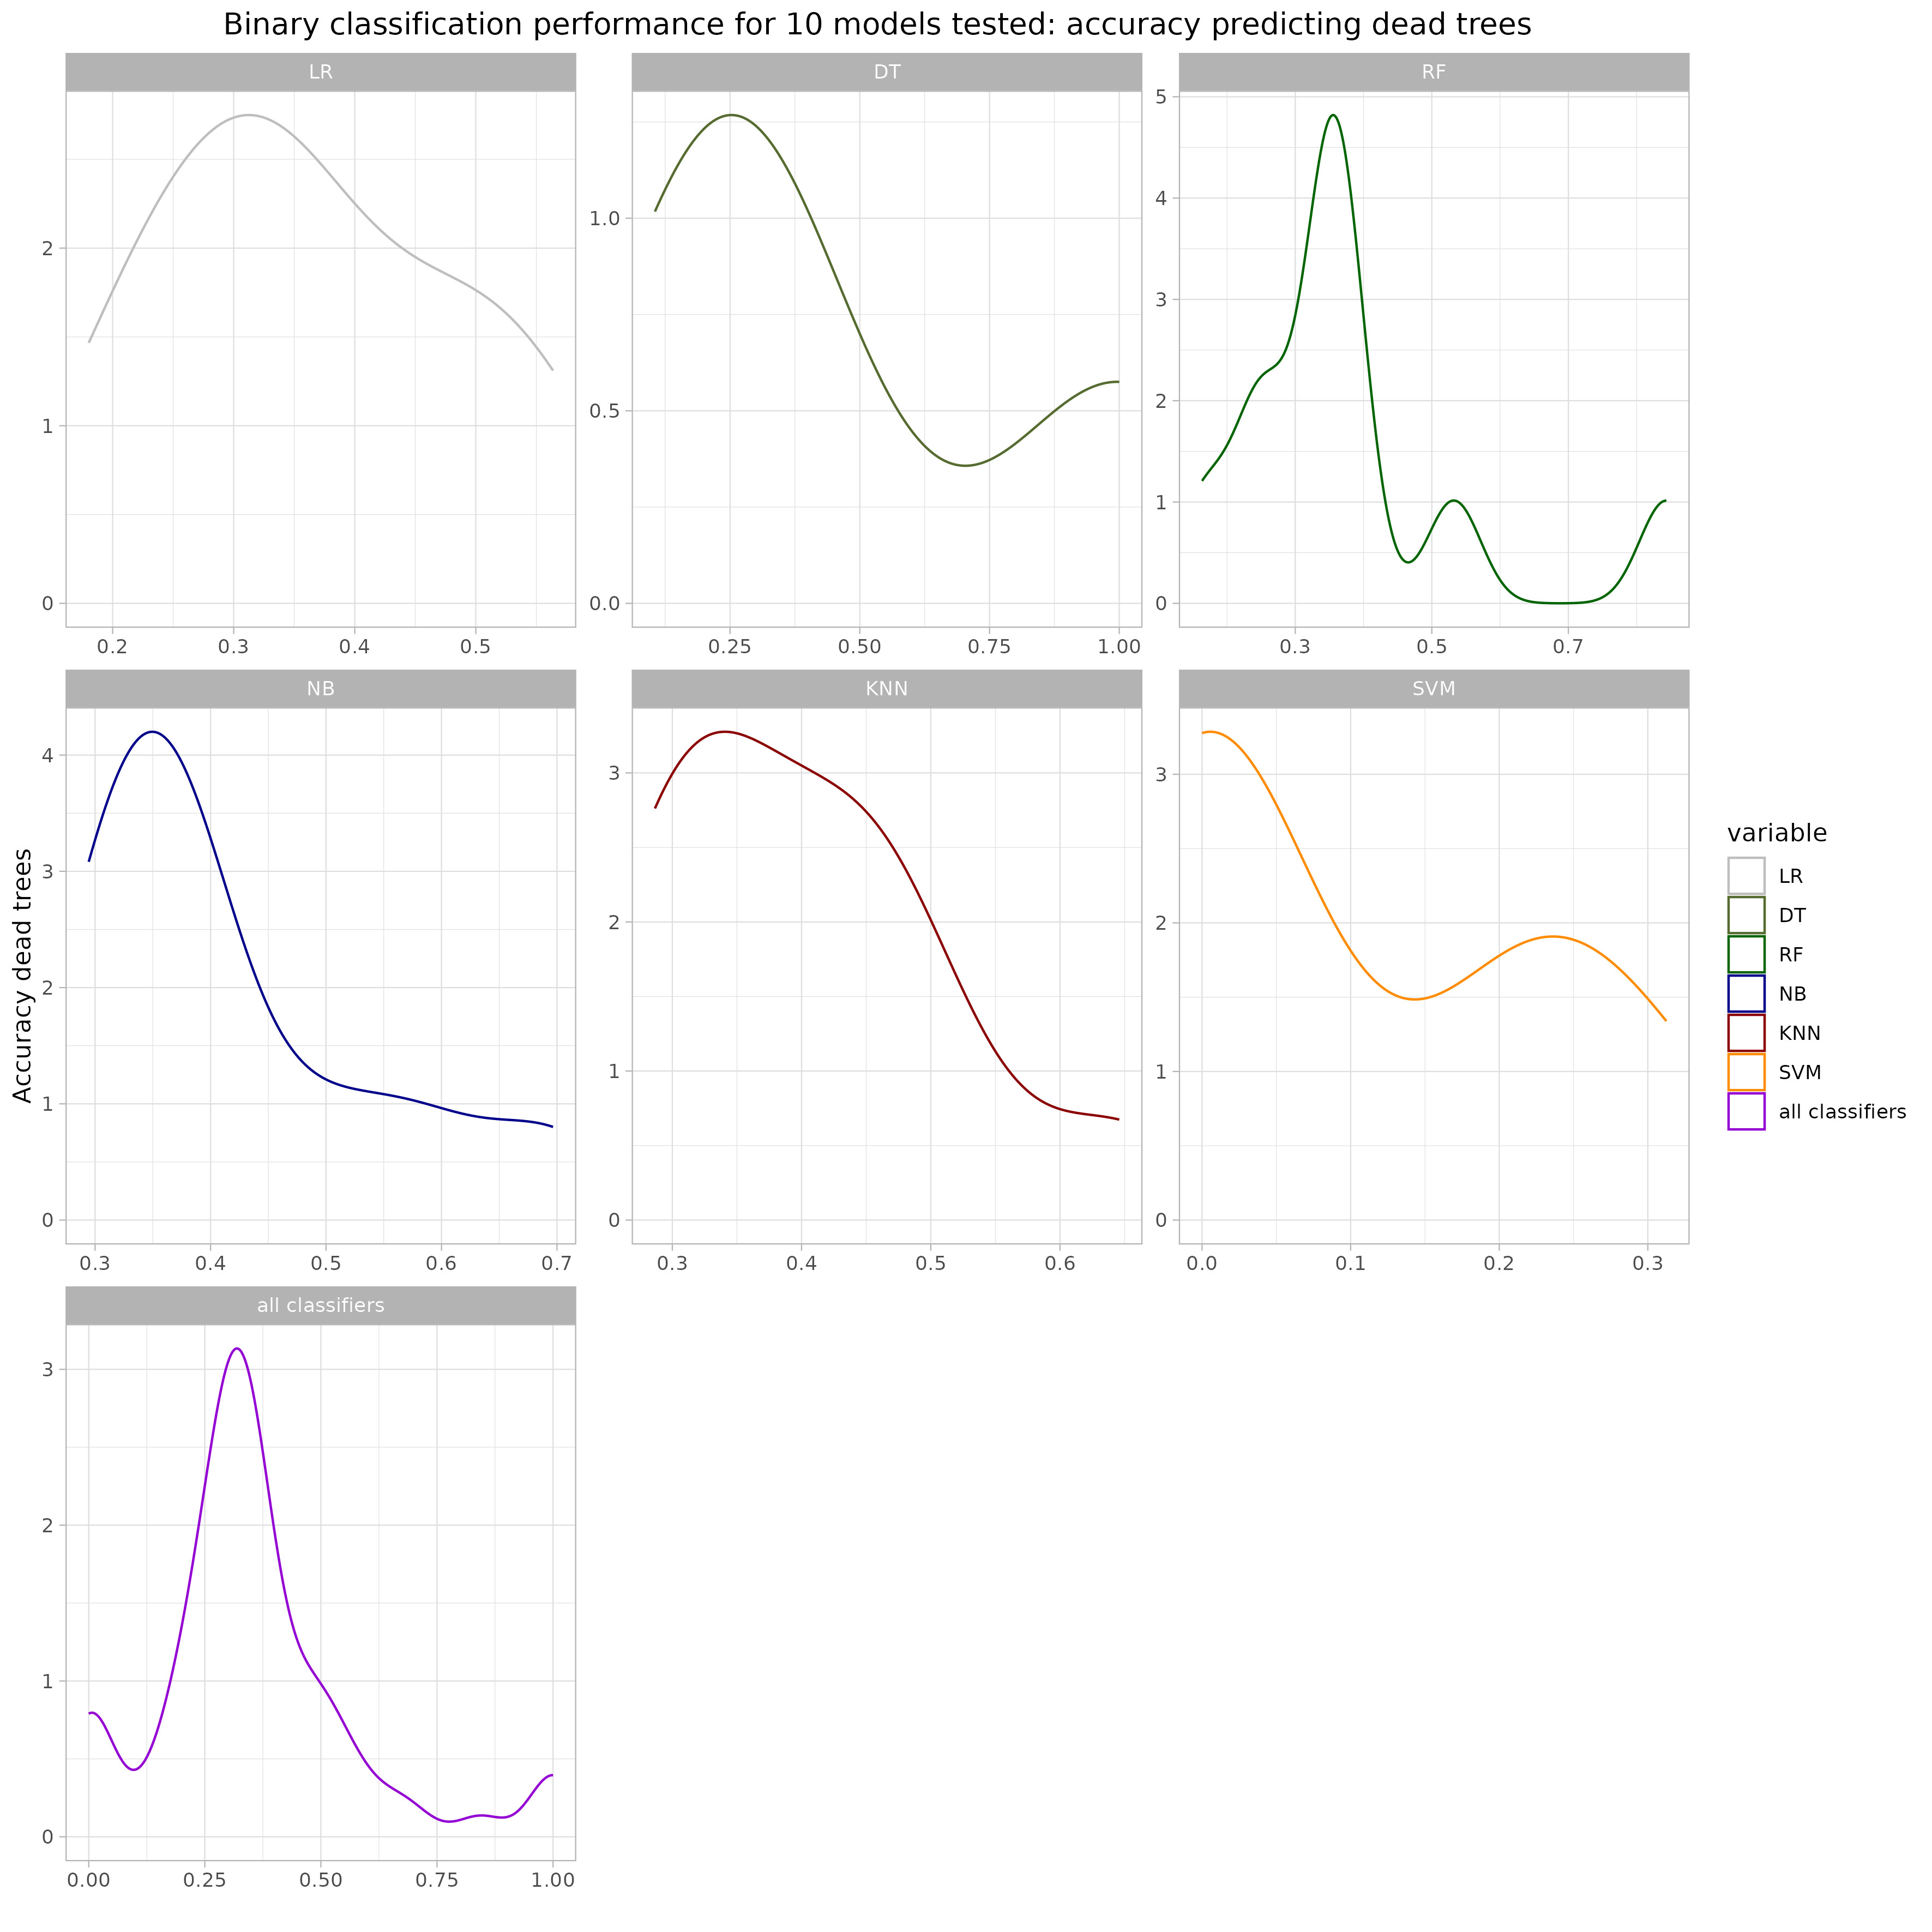 Binary classification performance for 10 models tested: accuracy predicting dead trees
LR
DT
RF
0
1
2
0.2 0.3 0.4 0.5
0.0
0.5
1.0
0.25 0.50 0.75 1.00
0
1
2
3
4
5
0.3 0.5 0.7
NB
KNN
SVM
0
1
2
3
4
0.3 0.4 0.5 0.6 0.7
0
1
2
3
0.3 0.4 0.5 0.6
0
1
2
3
0.0 0.1 0.2 0.3
all classifiers
0
1
2
3
0.00 0.25 0.50 0.75 1.00
Accuracy dead trees
variable
LR
DT
RF
NB
KNN
SVM
all classifiers